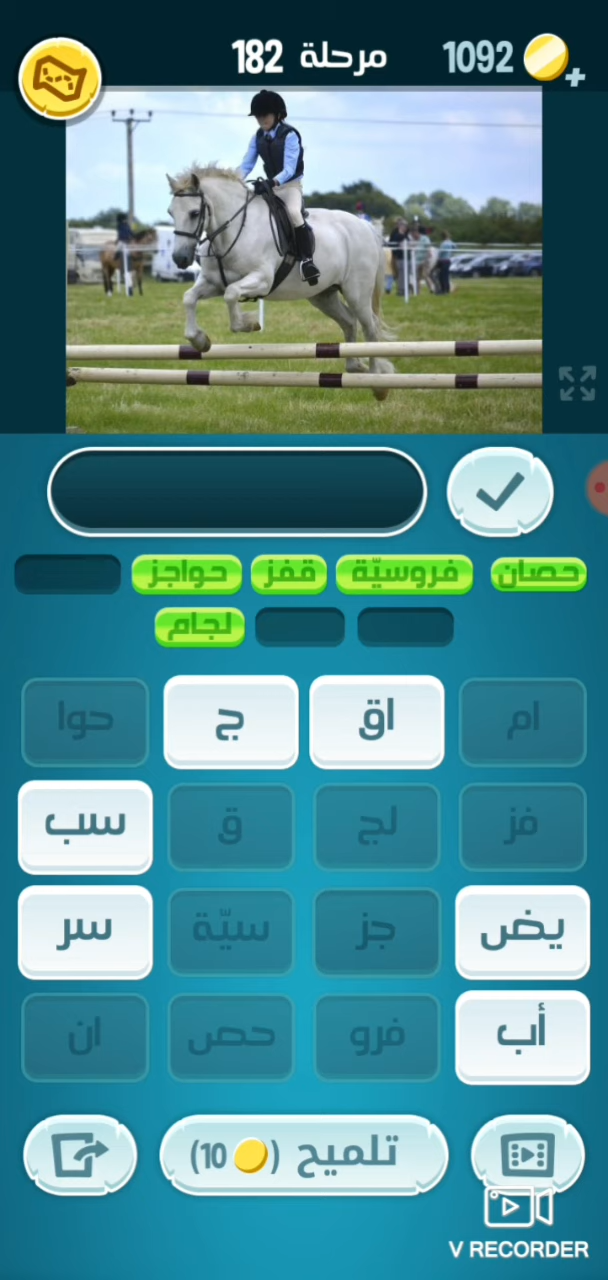 مرحلة 182
1092
حصان فروسيّة قفز حواجز
لجام
ام اق ج حوا
فز لج ق سب
يض جز سيّة سر
أب فرو حص ان
تلميح (10)
V RECORDER